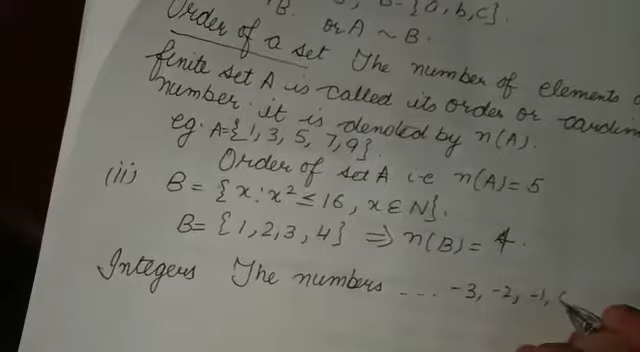 B = {a, b, c}.
or A ~ B.
Order of a set The number of elements
finite set A is called its order or cardin
number. it is denoted by n(A).
eg. A={1, 3, 5, 7, 9}.
Order of set A i.e n(A) = 5
(ii) B = {x : x² ≤ 16, x ∈ N}.
B = {1, 2, 3, 4} ⇒ n(B) = 4.
Integers The numbers ... -3, -2, -1,